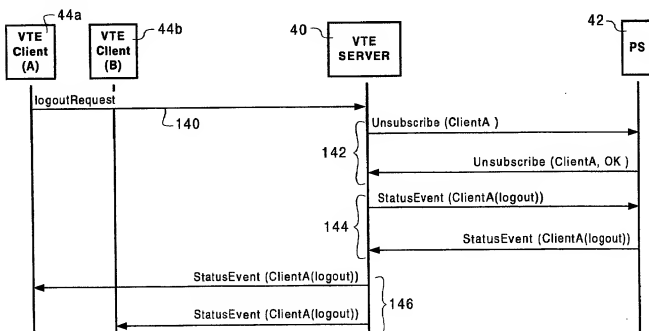 44a
VTE
Client
(A)
44b
VTE
Client
(B)
40
VTE
SERVER
42
PS
logoutRequest
140
Unsubscribe (ClientA )
142
Unsubscribe (ClientA, OK )
StatusEvent (ClientA(logout))
144
StatusEvent (ClientA(logout))
StatusEvent (ClientA(logout))
146
StatusEvent (ClientA(logout))